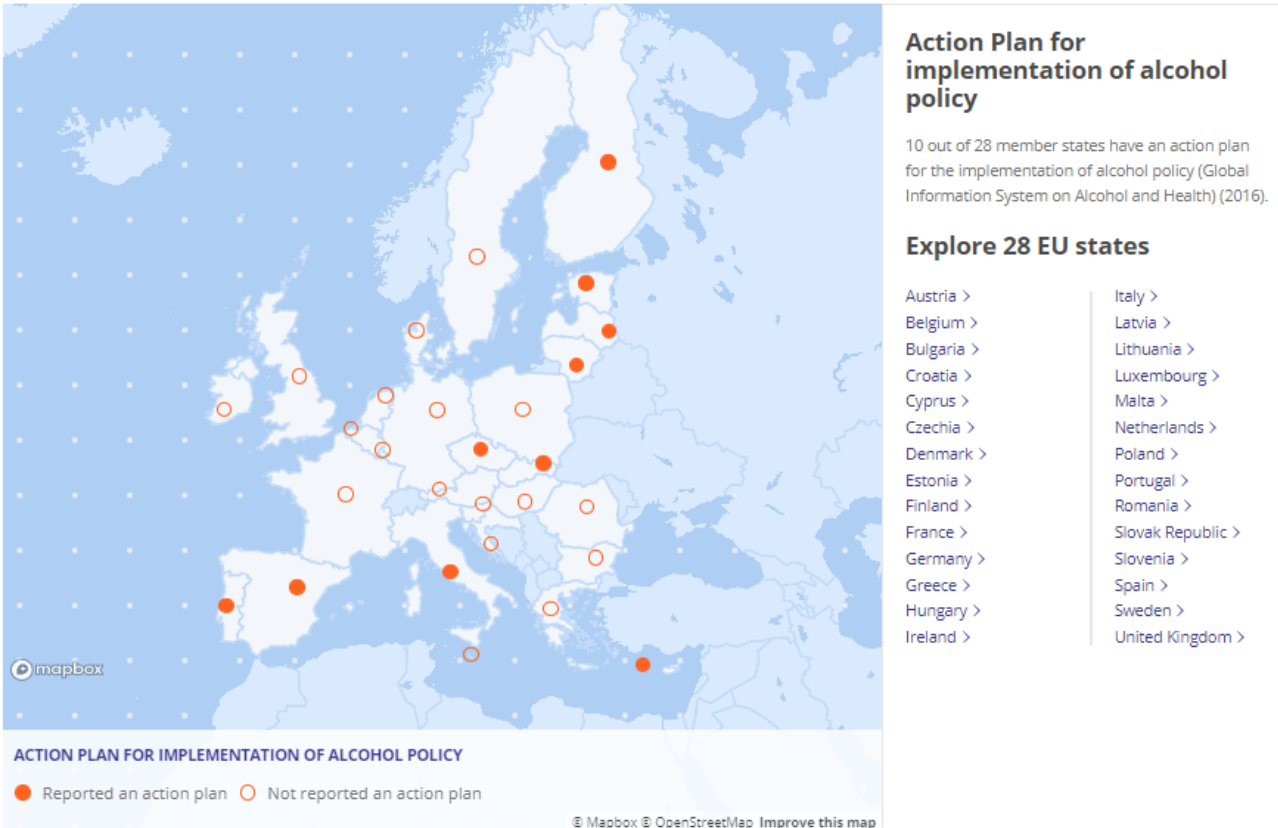 Action Plan for
implementation of alcohol
policy
10 out of 28 member states have an action plan
for the implementation of alcohol policy (Global
Information System on Alcohol and Health) (2016).
Explore 28 EU states
Austria >
Belgium >
Bulgaria >
Croatia >
Cyprus >
Czechia >
Denmark >
Estonia >
Finland >
France >
Germany >
Greece >
Hungary >
Ireland >
Italy >
Latvia >
Lithuania >
Luxembourg >
Malta >
Netherlands >
Poland >
Portugal >
Romania >
Slovak Republic >
Slovenia >
Spain >
Sweden >
United Kingdom >
mapbox
ACTION PLAN FOR IMPLEMENTATION OF ALCOHOL POLICY
Reported an action plan Not reported an action plan
© Mapbox © OpenStreetMap Improve this map